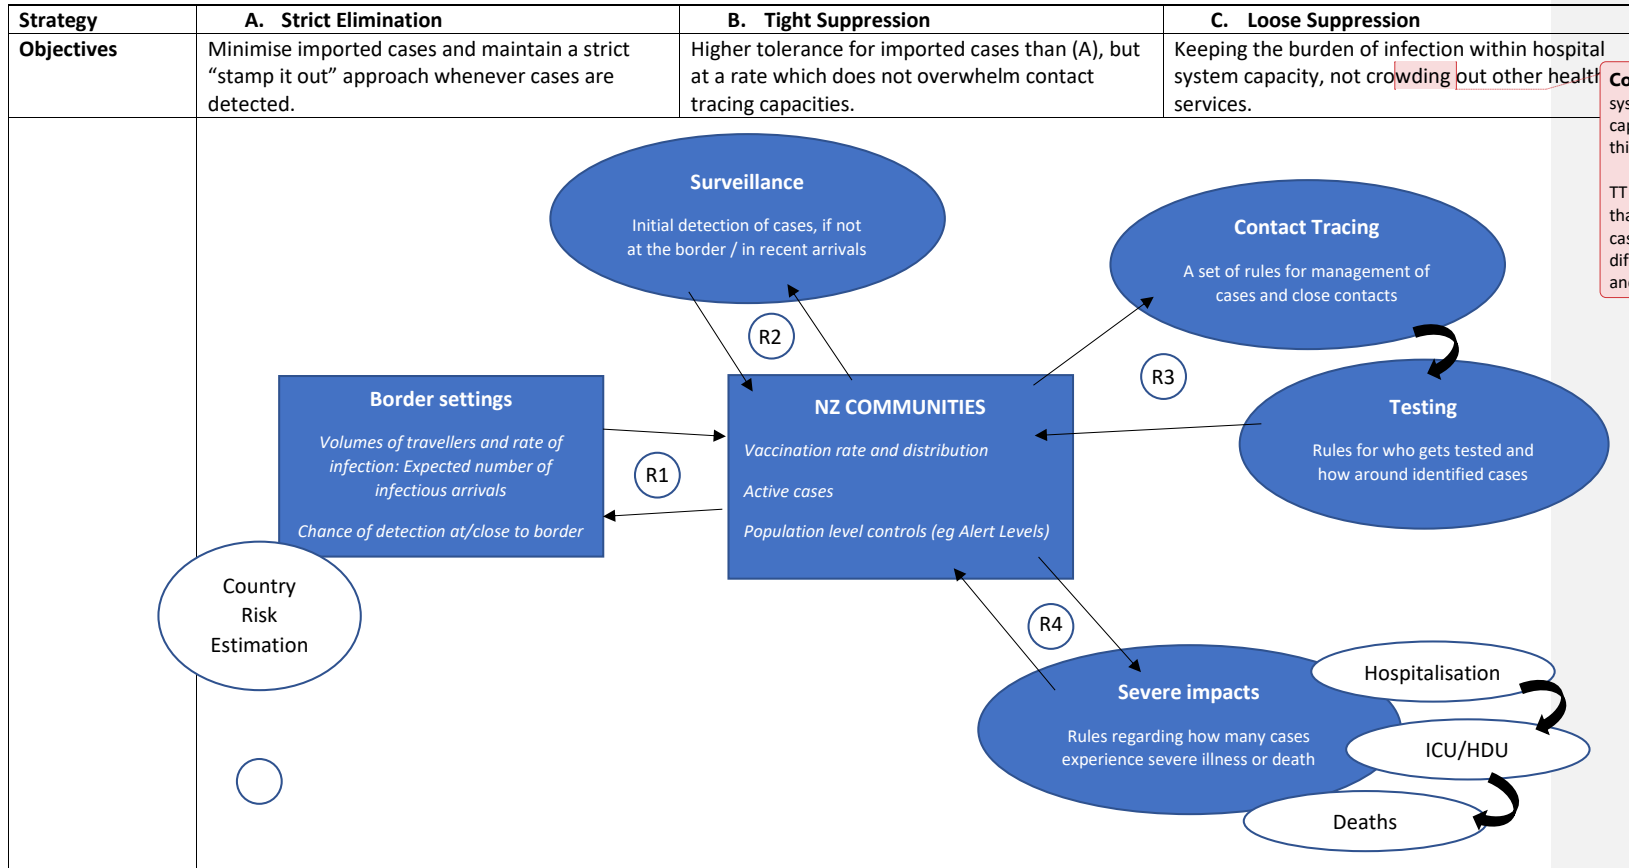 Strategy
A. Strict Elimination
B. Tight Suppression
C. Loose Suppression
Objectives
Minimise imported cases and maintain a strict
“stamp it out” approach whenever cases are
detected.
Higher tolerance for imported cases than (A), but
at a rate which does not overwhelm contact
tracing capacities.
Keeping the burden of infection within hospital
system capacity, not crowding out other health
services.
Surveillance
Initial detection of cases, if not
at the border / in recent arrivals
Contact Tracing
A set of rules for management of
cases and close contacts
R2
R3
Border settings
Volumes of travellers and rate of
infection: Expected number of
infectious arrivals
Chance of detection at/close to border
R1
NZ COMMUNITIES
Vaccination rate and distribution
Active cases
Population level controls (eg Alert Levels)
Testing
Rules for who gets tested and
how around identified cases
Country
Risk
Estimation
R4
Severe impacts
Rules regarding how many cases
experience severe illness or death
Hospitalisation
ICU/HDU
Deaths
TT